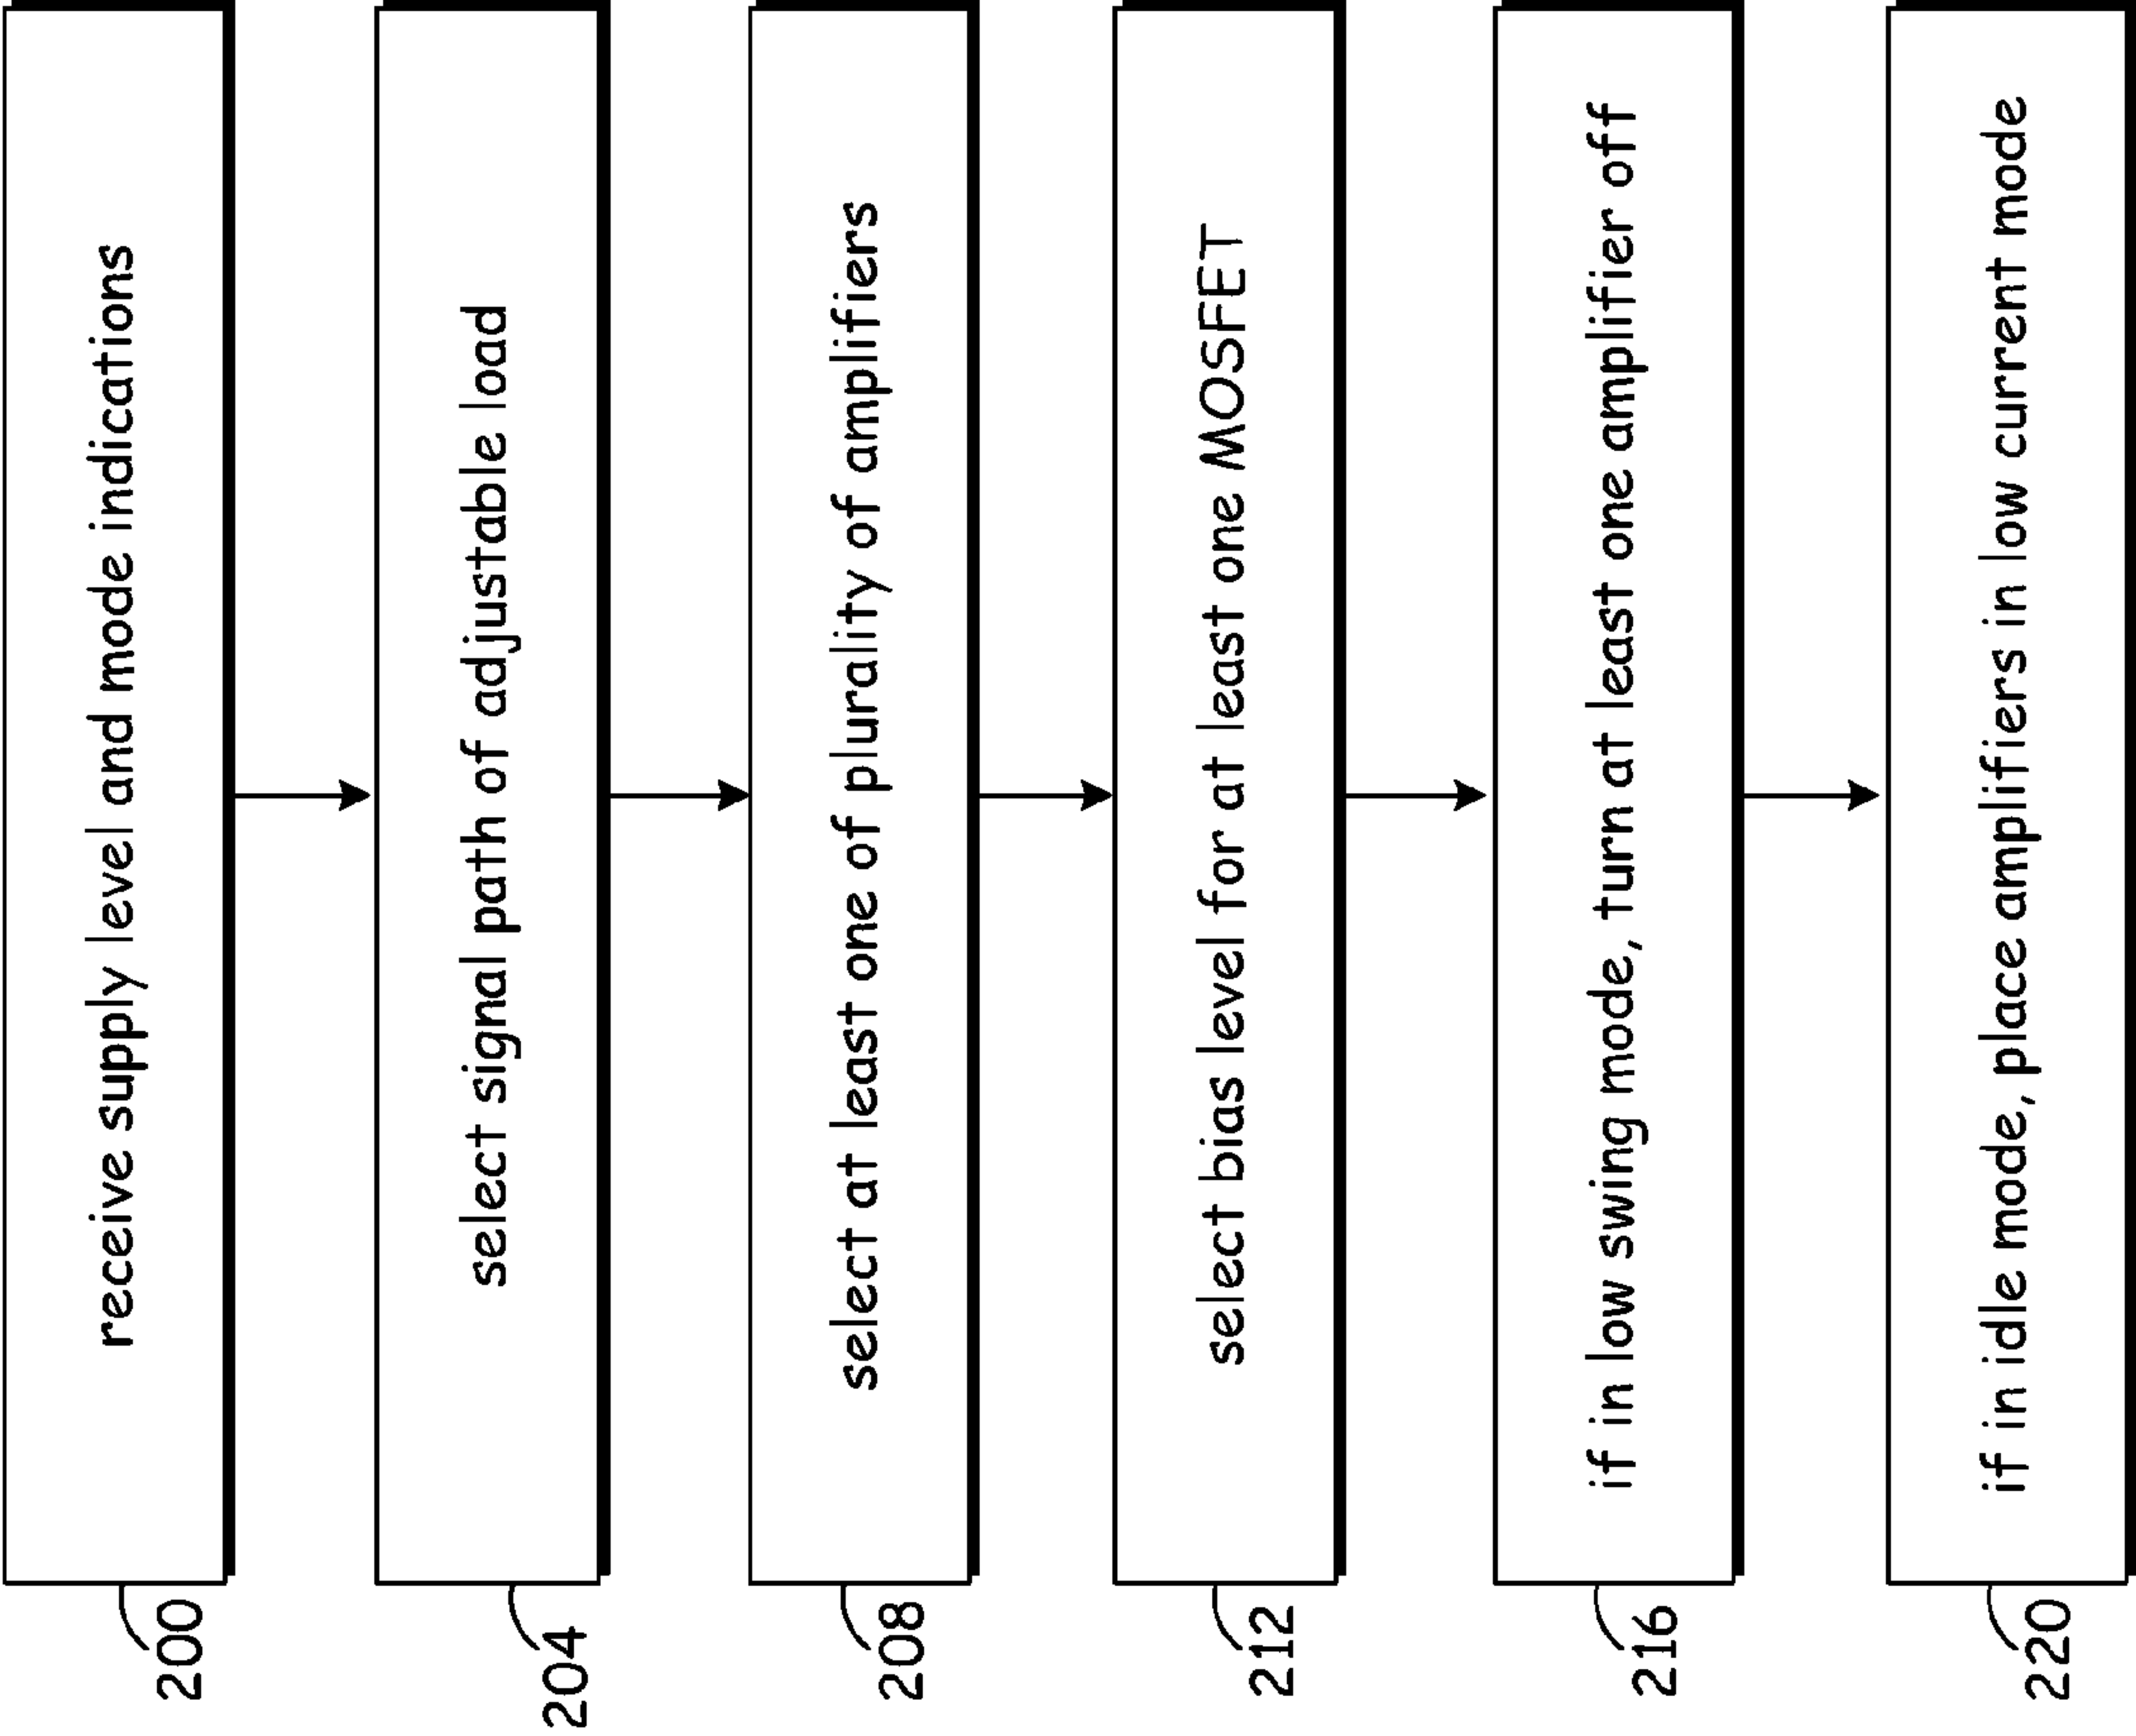 receive supply level and mode indications
200
select signal path of adjustable load
204
select at least one of plurality of amplifiers
208
select bias level for at least one MOSFET
212
if in low swing mode, turn at least one amplifier off
216
if in idle mode, place amplifiers in low current mode
220